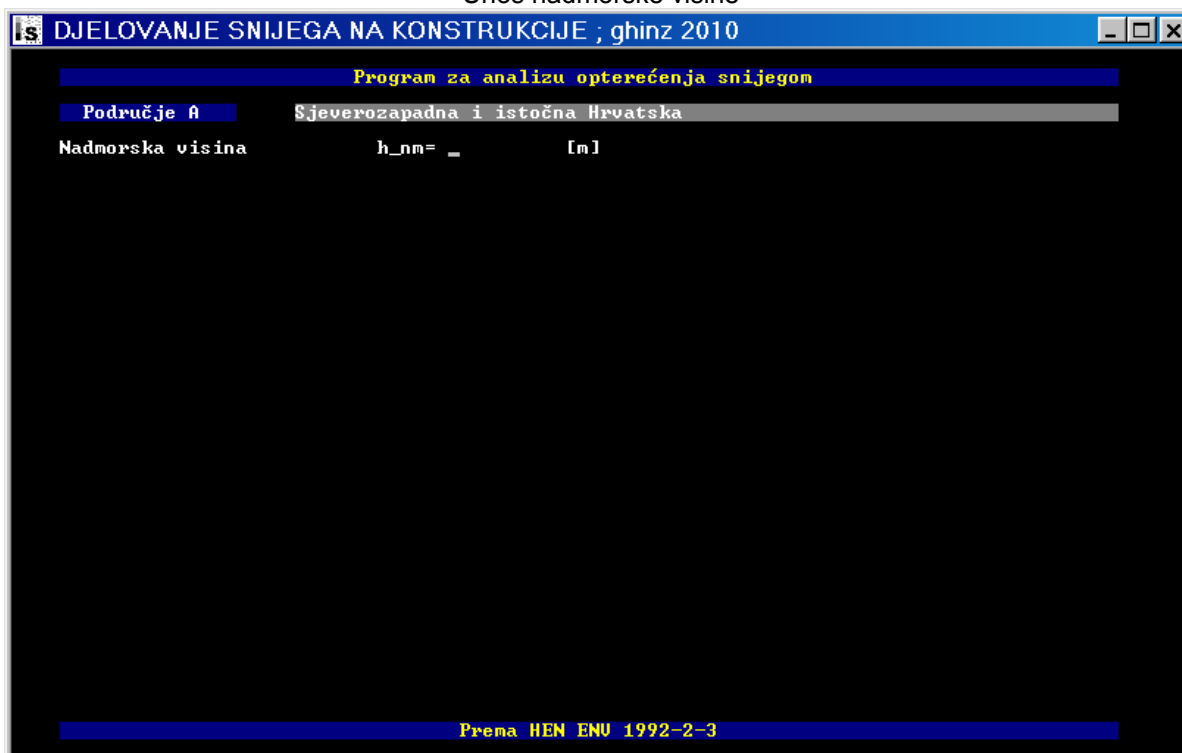 Unos nadmorske visine
ls DJELOVANJE SNIJEGA NA KONSTRUKCIJE ; ghinz 2010
Program za analizu opterećenja snijegom
Područje A Sjeverozapadna i istočna Hrvatska
Nadmorska visina h_nm= _ [m]
Prema HEN ENV 1992-2-3